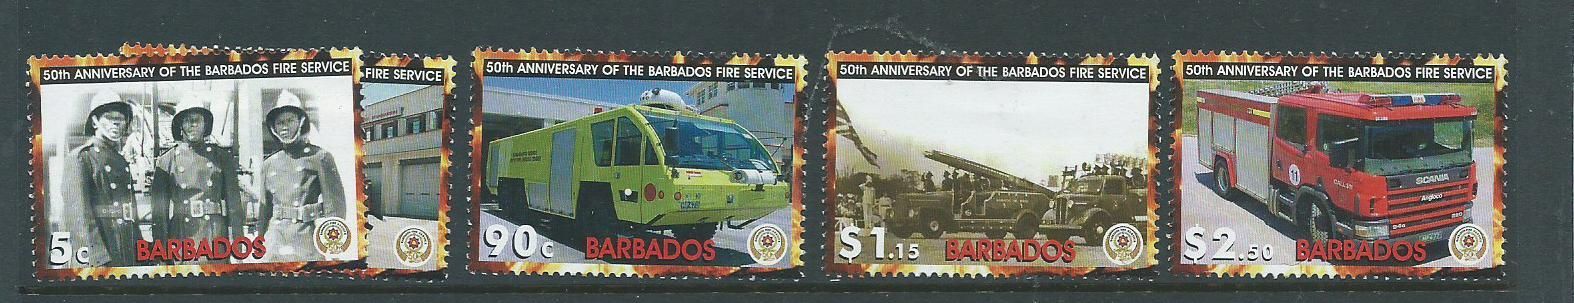 50th ANNIVERSARY OF THE BARBADOS FIRE SERVICE
5c BARBADOS
FIRE SERVICE
50th ANNIVERSARY OF THE BARBADOS FIRE SERVICE
90c BARBADOS
50th ANNIVERSARY OF THE BARBADOS FIRE SERVICE
$1.15 BARBADOS
50th ANNIVERSARY OF THE BARBADOS FIRE SERVICE
11
SCANIA
Angloco
$2.50 BARBADOS